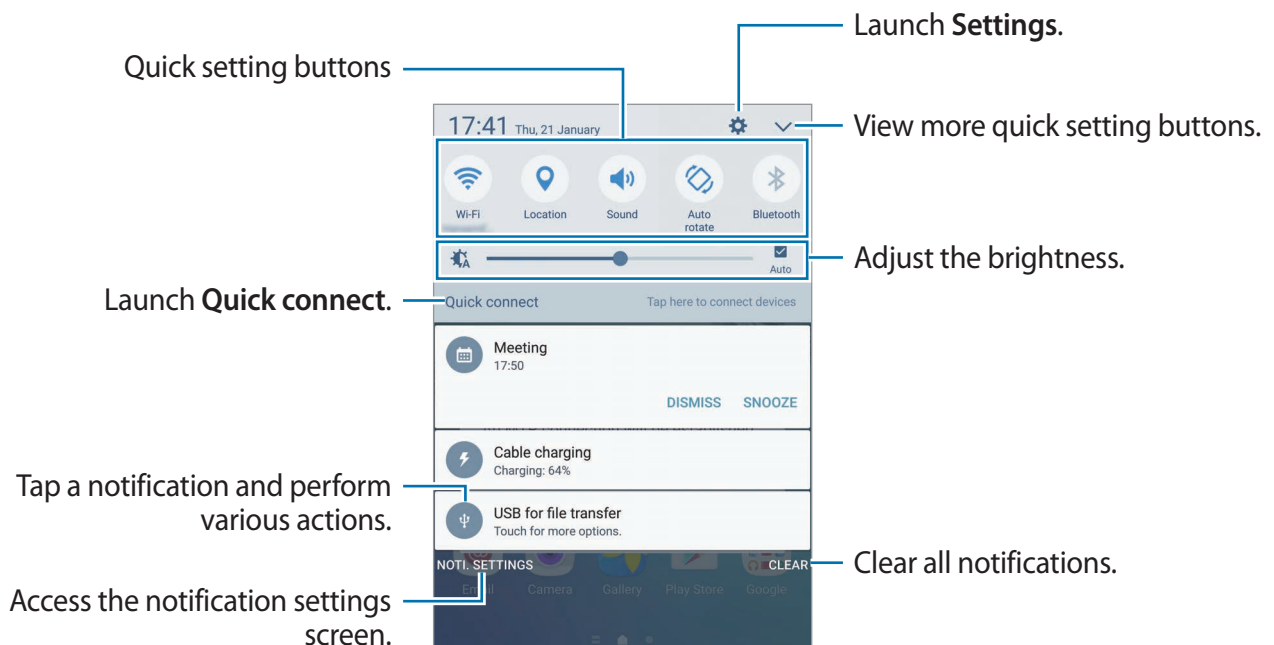 Launch Settings.
Quick setting buttons
17:41 Thu, 21 January
View more quick setting buttons.
Wi-Fi Location Sound Auto rotate Bluetooth
Adjust the brightness.
Auto
Launch Quick connect.
Quick connect Tap here to connect devices
Meeting
17:50
DISMISS SNOOZE
Cable charging
Charging: 64%
Tap a notification and perform
various actions.
USB for file transfer
Touch for more options.
NOTI. SETTINGS CLEAR
Clear all notifications.
Email Camera Gallery Play Store Google
Access the notification settings
screen.